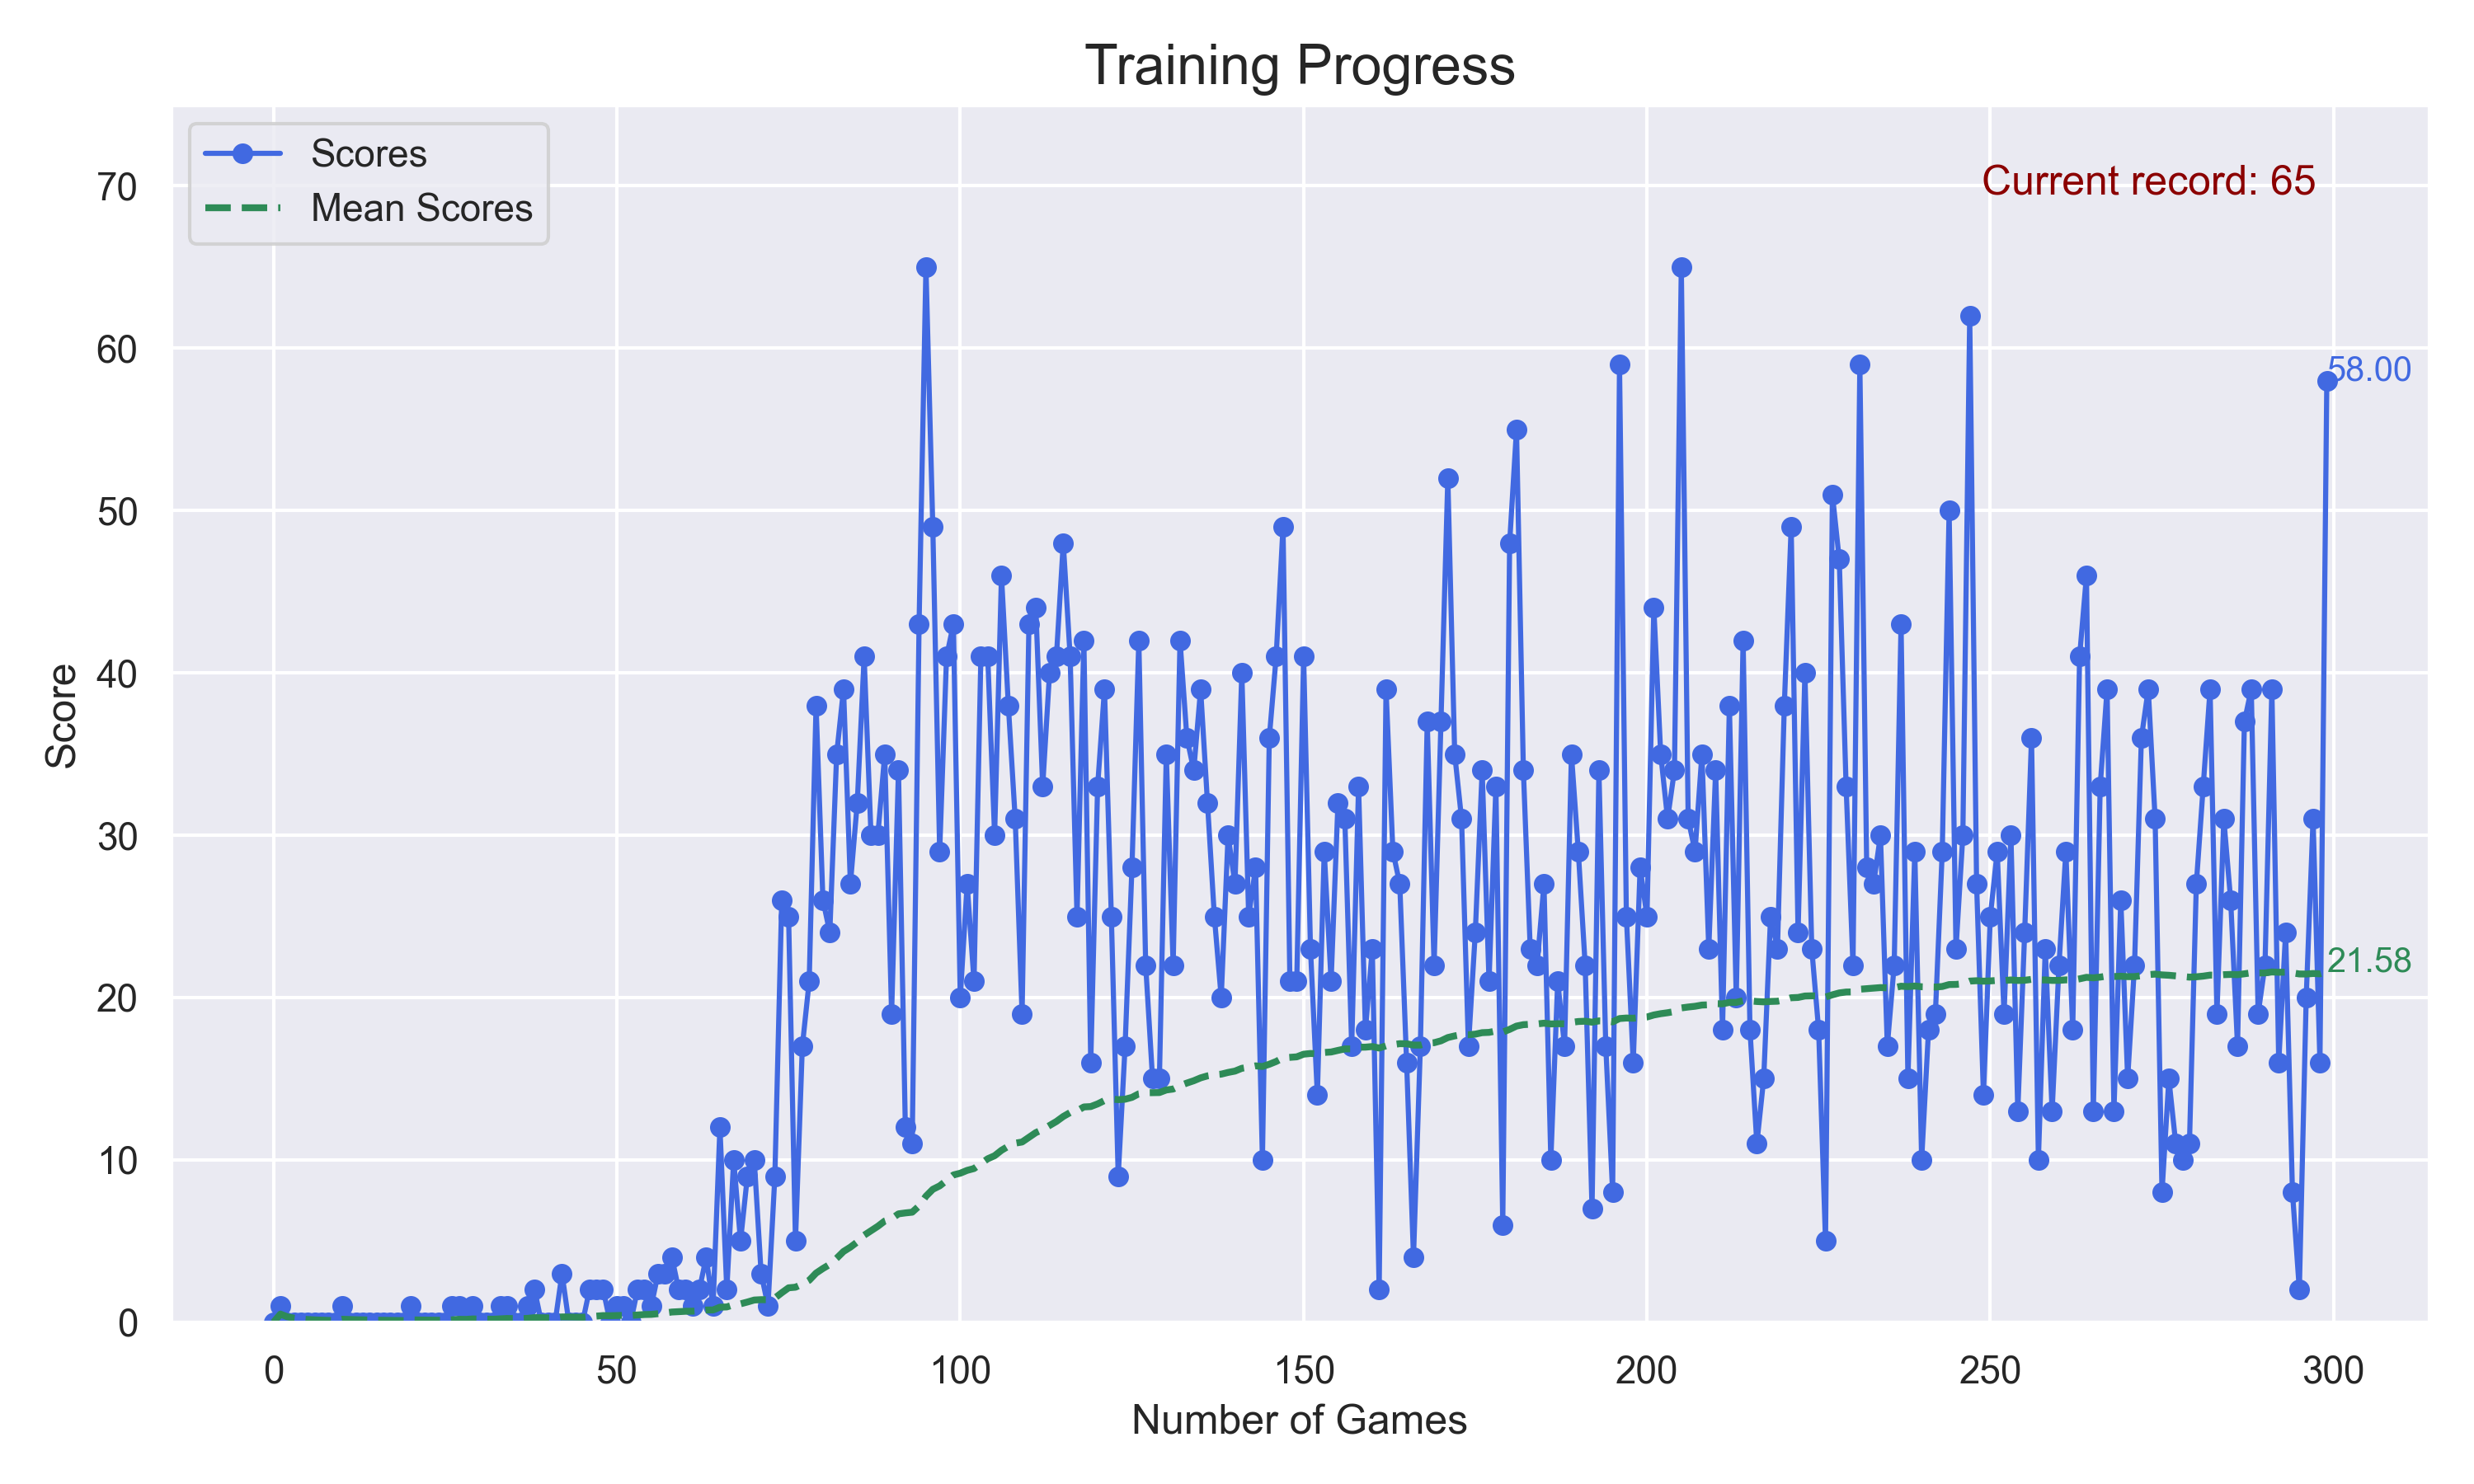 Training Progress
Scores
Mean Scores
Current record: 65
58.00
21.58
Score
70
60
50
40
30
20
10
0
0 50 100 150 200 250 300
Number of Games